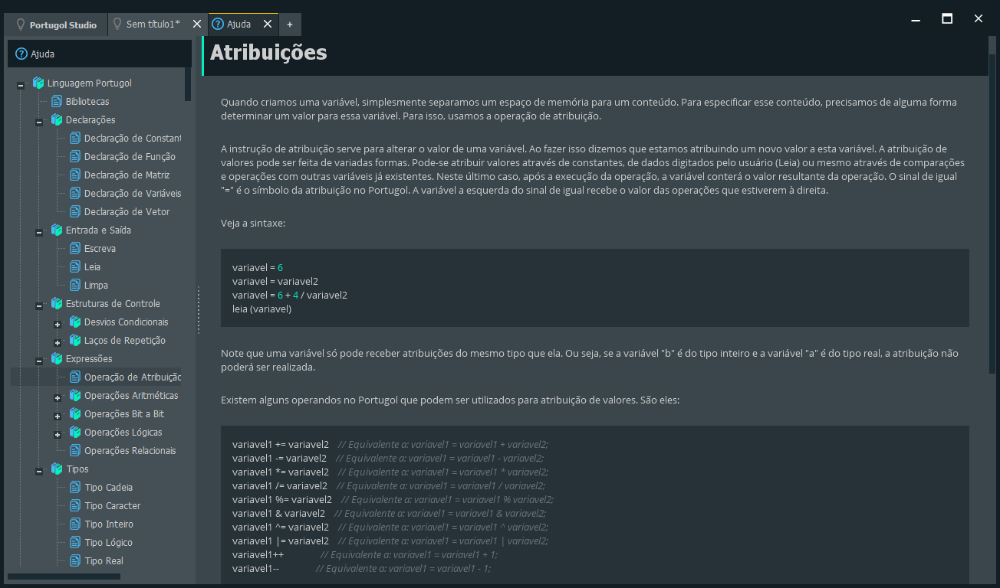 Portugol Studio
Sem título1*
Ajuda
+
Ajuda
Linguagem Portugol
Bibliotecas
Declarações
Declaração de Constant
Declaração de Função
Declaração de Matriz
Declaração de Variáveis
Declaração de Vetor
Entrada e Saída
Escreva
Leia
Limpa
Estruturas de Controle
Desvios Condicionais
Laços de Repetição
Expressões
Operação de Atribuição
Operações Aritméticas
Operações Bit a Bit
Operações Lógicas
Operações Relacionais
Tipos
Tipo Cadeia
Tipo Caracter
Tipo Inteiro
Tipo Lógico
Tipo Real
Atribuições
Quando criamos uma variável, simplesmente separamos um espaço de memória para um conteúdo. Para especificar esse conteúdo, precisamos de alguma forma
determinar um valor para essa variável. Para isso, usamos a operação de atribuição.
A instrução de atribuição serve para alterar o valor de uma variável. Ao fazer isso dizemos que estamos atribuindo um novo valor a esta variável. A atribuição de
valores pode ser feita de variadas formas. Pode-se atribuir valores através de constantes, de dados digitados pelo usuário (Leia) ou mesmo através de comparações
e operações com outras variáveis já existentes. Neste último caso, após a execução da operação, a variável conterá o valor resultante da operação. O sinal de igual
"=" é o símbolo da atribuição no Portugol. A variável a esquerda do sinal de igual recebe o valor das operações que estiverem à direita.
Veja a sintaxe:
variavel = 6
variavel = variavel2
variavel = 6 + 4 / variavel2
leia (variavel)
Note que uma variável só pode receber atribuições do mesmo tipo que ela. Ou seja, se a variável "b" é do tipo inteiro e a variável "a" é do tipo real, a atribuição não
poderá ser realizada.
Existem alguns operandos no Portugol que podem ser utilizados para atribuição de valores. São eles:
variavel1 += variavel2 // Equivalente a: variavel1 = variavel1 + variavel2;
variavel1 -= variavel2 // Equivalente a: variavel1 = variavel1 - variavel2;
variavel1 *= variavel2 // Equivalente a: variavel1 = variavel1 * variavel2;
variavel1 /= variavel2 // Equivalente a: variavel1 = variavel1 / variavel2;
variavel1 %= variavel2 // Equivalente a: variavel1 = variavel1 % variavel2;
variavel1 & variavel2 // Equivalente a: variavel1 = variavel1 & variavel2;
variavel1 ^= variavel2 // Equivalente a: variavel1 = variavel1 ^ variavel2;
variavel1 |= variavel2 // Equivalente a: variavel1 = variavel1 | variavel2;
variavel1++ // Equivalente a: variavel1 = variavel1 + 1;
variavel1-- // Equivalente a: variavel1 = variavel1 - 1;